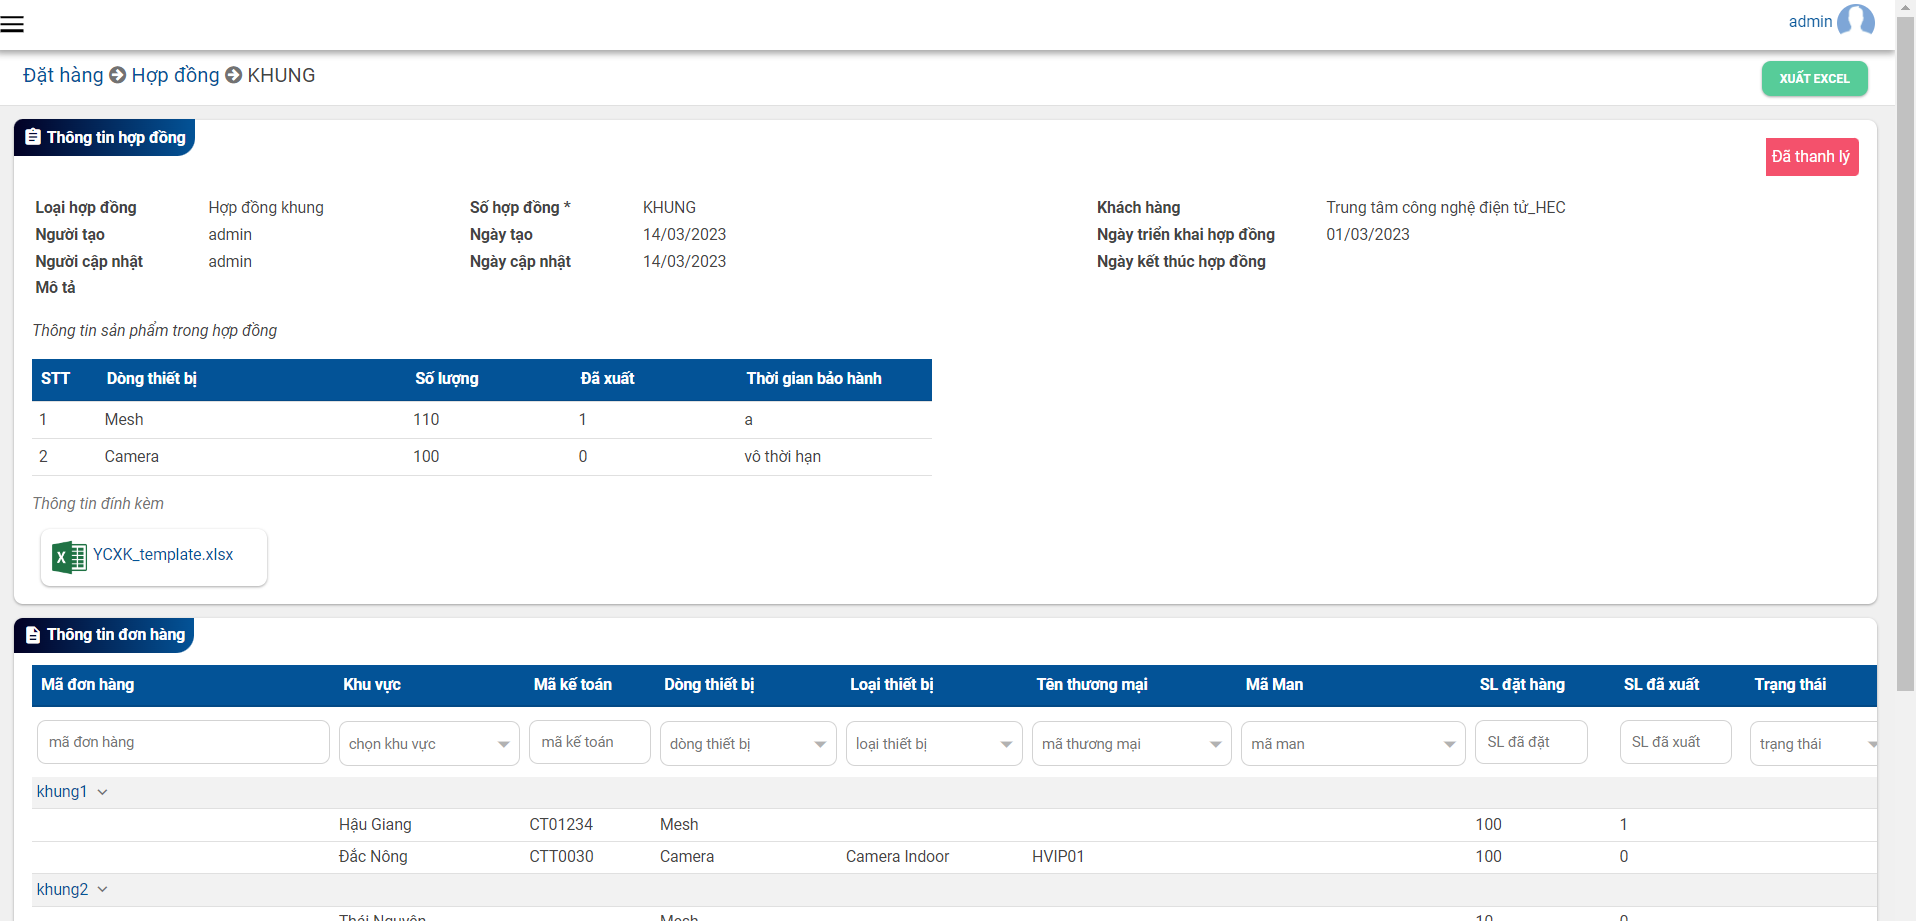 admin
Đặt hàng Hợp đồng KHUNG
XUẤT EXCEL
Thông tin hợp đồng
Đã thanh lý
Loại hợp đồng Hợp đồng khung Số hợp đồng * KHUNG Khách hàng Trung tâm công nghệ điện tử_HEC
Người tạo admin Ngày tạo 14/03/2023 Ngày triển khai hợp đồng 01/03/2023
Người cập nhật admin Ngày cập nhật 14/03/2023 Ngày kết thúc hợp đồng
Mô tả
Thông tin sản phẩm trong hợp đồng
STT Dòng thiết bị Số lượng Đã xuất Thời gian bảo hành
1 Mesh 110 1 a
2 Camera 100 0 vô thời hạn
Thông tin đính kèm
YCXK_template.xlsx
Thông tin đơn hàng
Mã đơn hàng Khu vực Mã kế toán Dòng thiết bị Loại thiết bị Tên thương mại Mã Man SL đặt hàng SL đã xuất Trạng thái
mã đơn hàng chọn khu vực mã kế toán dòng thiết bị loại thiết bị mã thương mại mã man SL đã đặt SL đã xuất trạng thái
khung1
Hậu Giang CT01234 Mesh 100 1
Đắc Nông CTT0030 Camera Camera Indoor HVIP01 100 0
khung2
Thái Nguyên Mesh 10 0